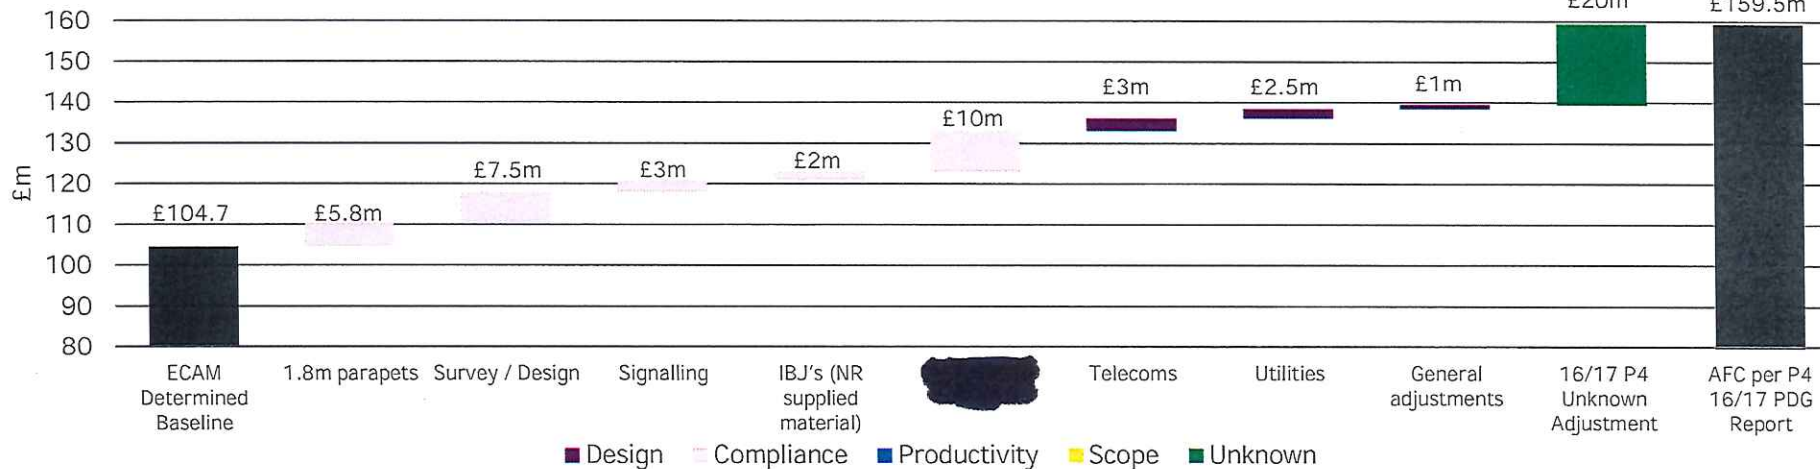 £20m £159.5m
160
150
140
130
120
110
100
90
80
£m
£104.7
£5.8m
£7.5m
£3m
£2m
£10m
£3m
£2.5m
£1m
ECAM
Determined
Baseline
1.8m parapets
Survey / Design
Signalling
IBJ's (NR
supplied
material)
Telecoms
Utilities
General
adjustments
16/17 P4
Unknown
Adjustment
AFC per P4
16/17 PDG
Report
Design Compliance Productivity Scope Unknown